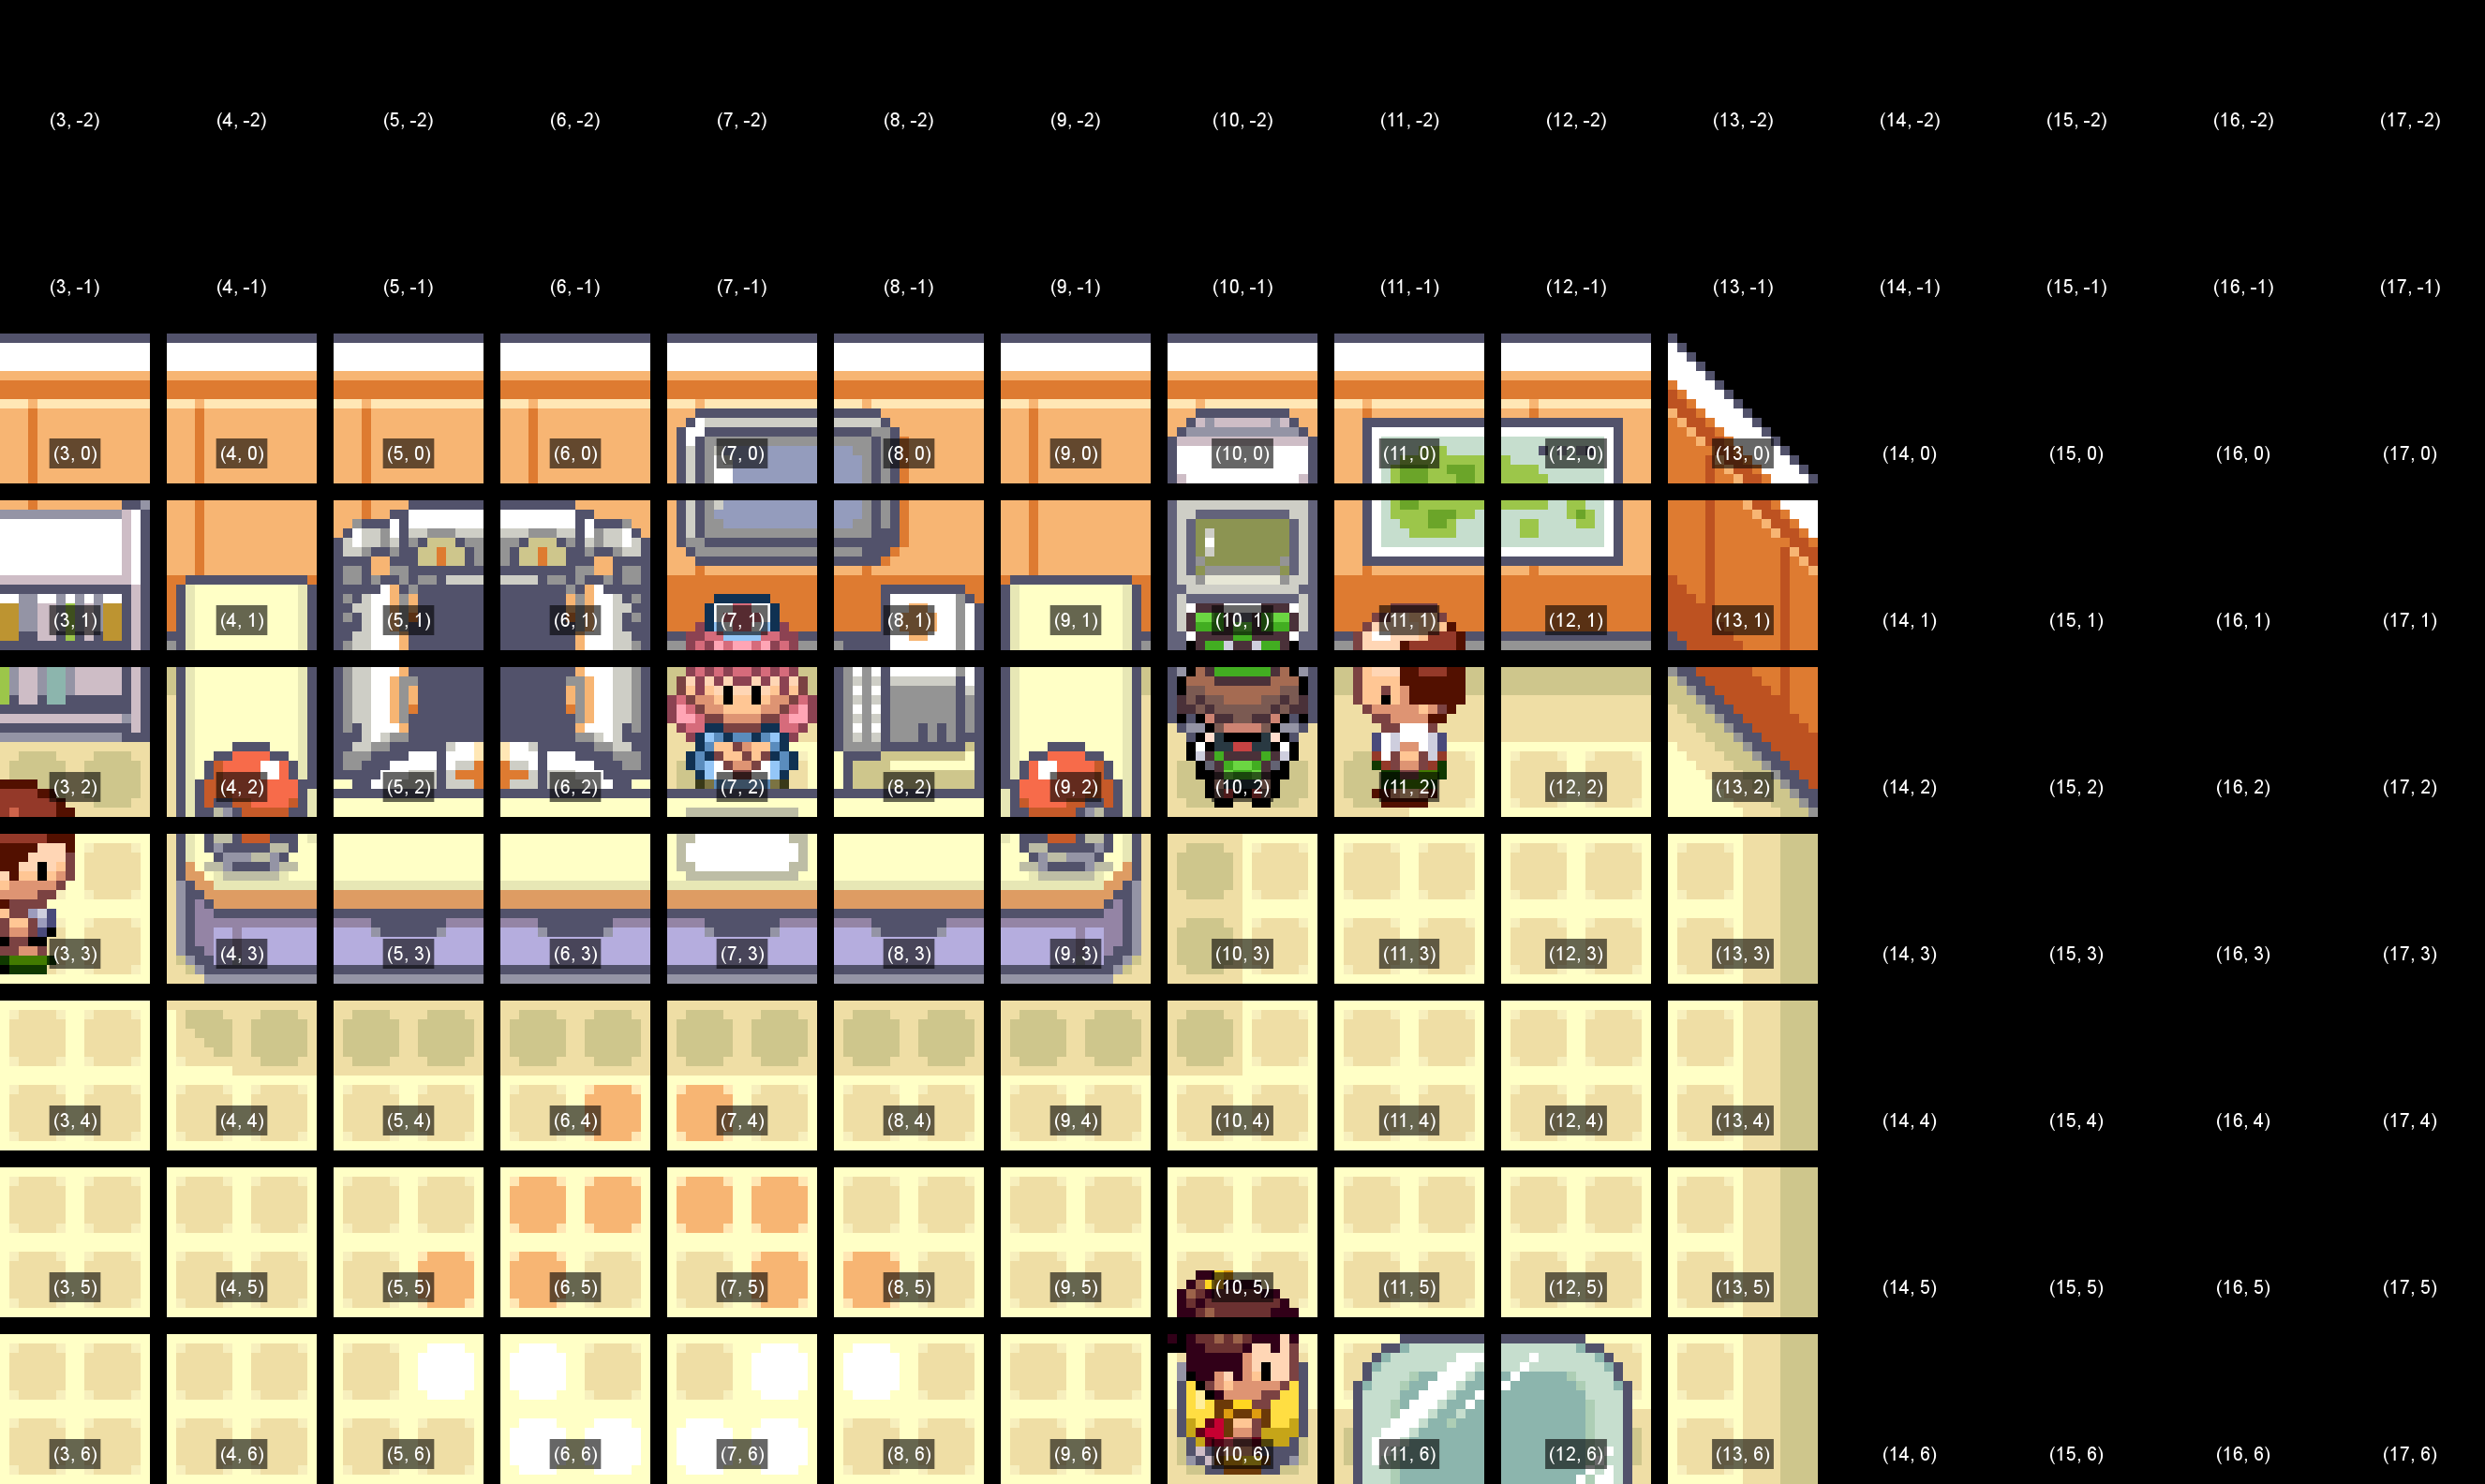 (3, -2) (4, -2) (5, -2) (6, -2) (7, -2) (8, -2) (9, -2) (10, -2) (11, -2) (12, -2) (13, -2) (14, -2) (15, -2) (16, -2) (17, -2)
(3, -1) (4, -1) (5, -1) (6, -1) (7, -1) (8, -1) (9, -1) (10, -1) (11, -1) (12, -1) (13, -1) (14, -1) (15, -1) (16, -1) (17, -1)
(3, 0) (4, 0) (5, 0) (6, 0) (7, 0) (8, 0) (9, 0) (10, 0) (11, 0) (12, 0) (13, 0) (14, 0) (15, 0) (16, 0) (17, 0)
(3, 1) (4, 1) (5, 1) (6, 1) (7, 1) (8, 1) (9, 1) (10, 1) (11, 1) (12, 1) (13, 1) (14, 1) (15, 1) (16, 1) (17, 1)
(3, 2) (4, 2) (5, 2) (6, 2) (7, 2) (8, 2) (9, 2) (10, 2) (11, 2) (12, 2) (13, 2) (14, 2) (15, 2) (16, 2) (17, 2)
(3, 3) (4, 3) (5, 3) (6, 3) (7, 3) (8, 3) (9, 3) (10, 3) (11, 3) (12, 3) (13, 3) (14, 3) (15, 3) (16, 3) (17, 3)
(3, 4) (4, 4) (5, 4) (6, 4) (7, 4) (8, 4) (9, 4) (10, 4) (11, 4) (12, 4) (13, 4) (14, 4) (15, 4) (16, 4) (17, 4)
(3, 5) (4, 5) (5, 5) (6, 5) (7, 5) (8, 5) (9, 5) (10, 5) (11, 5) (12, 5) (13, 5) (14, 5) (15, 5) (16, 5) (17, 5)
(3, 6) (4, 6) (5, 6) (6, 6) (7, 6) (8, 6) (9, 6) (10, 6) (11, 6) (12, 6) (13, 6) (14, 6) (15, 6) (16, 6) (17, 6)